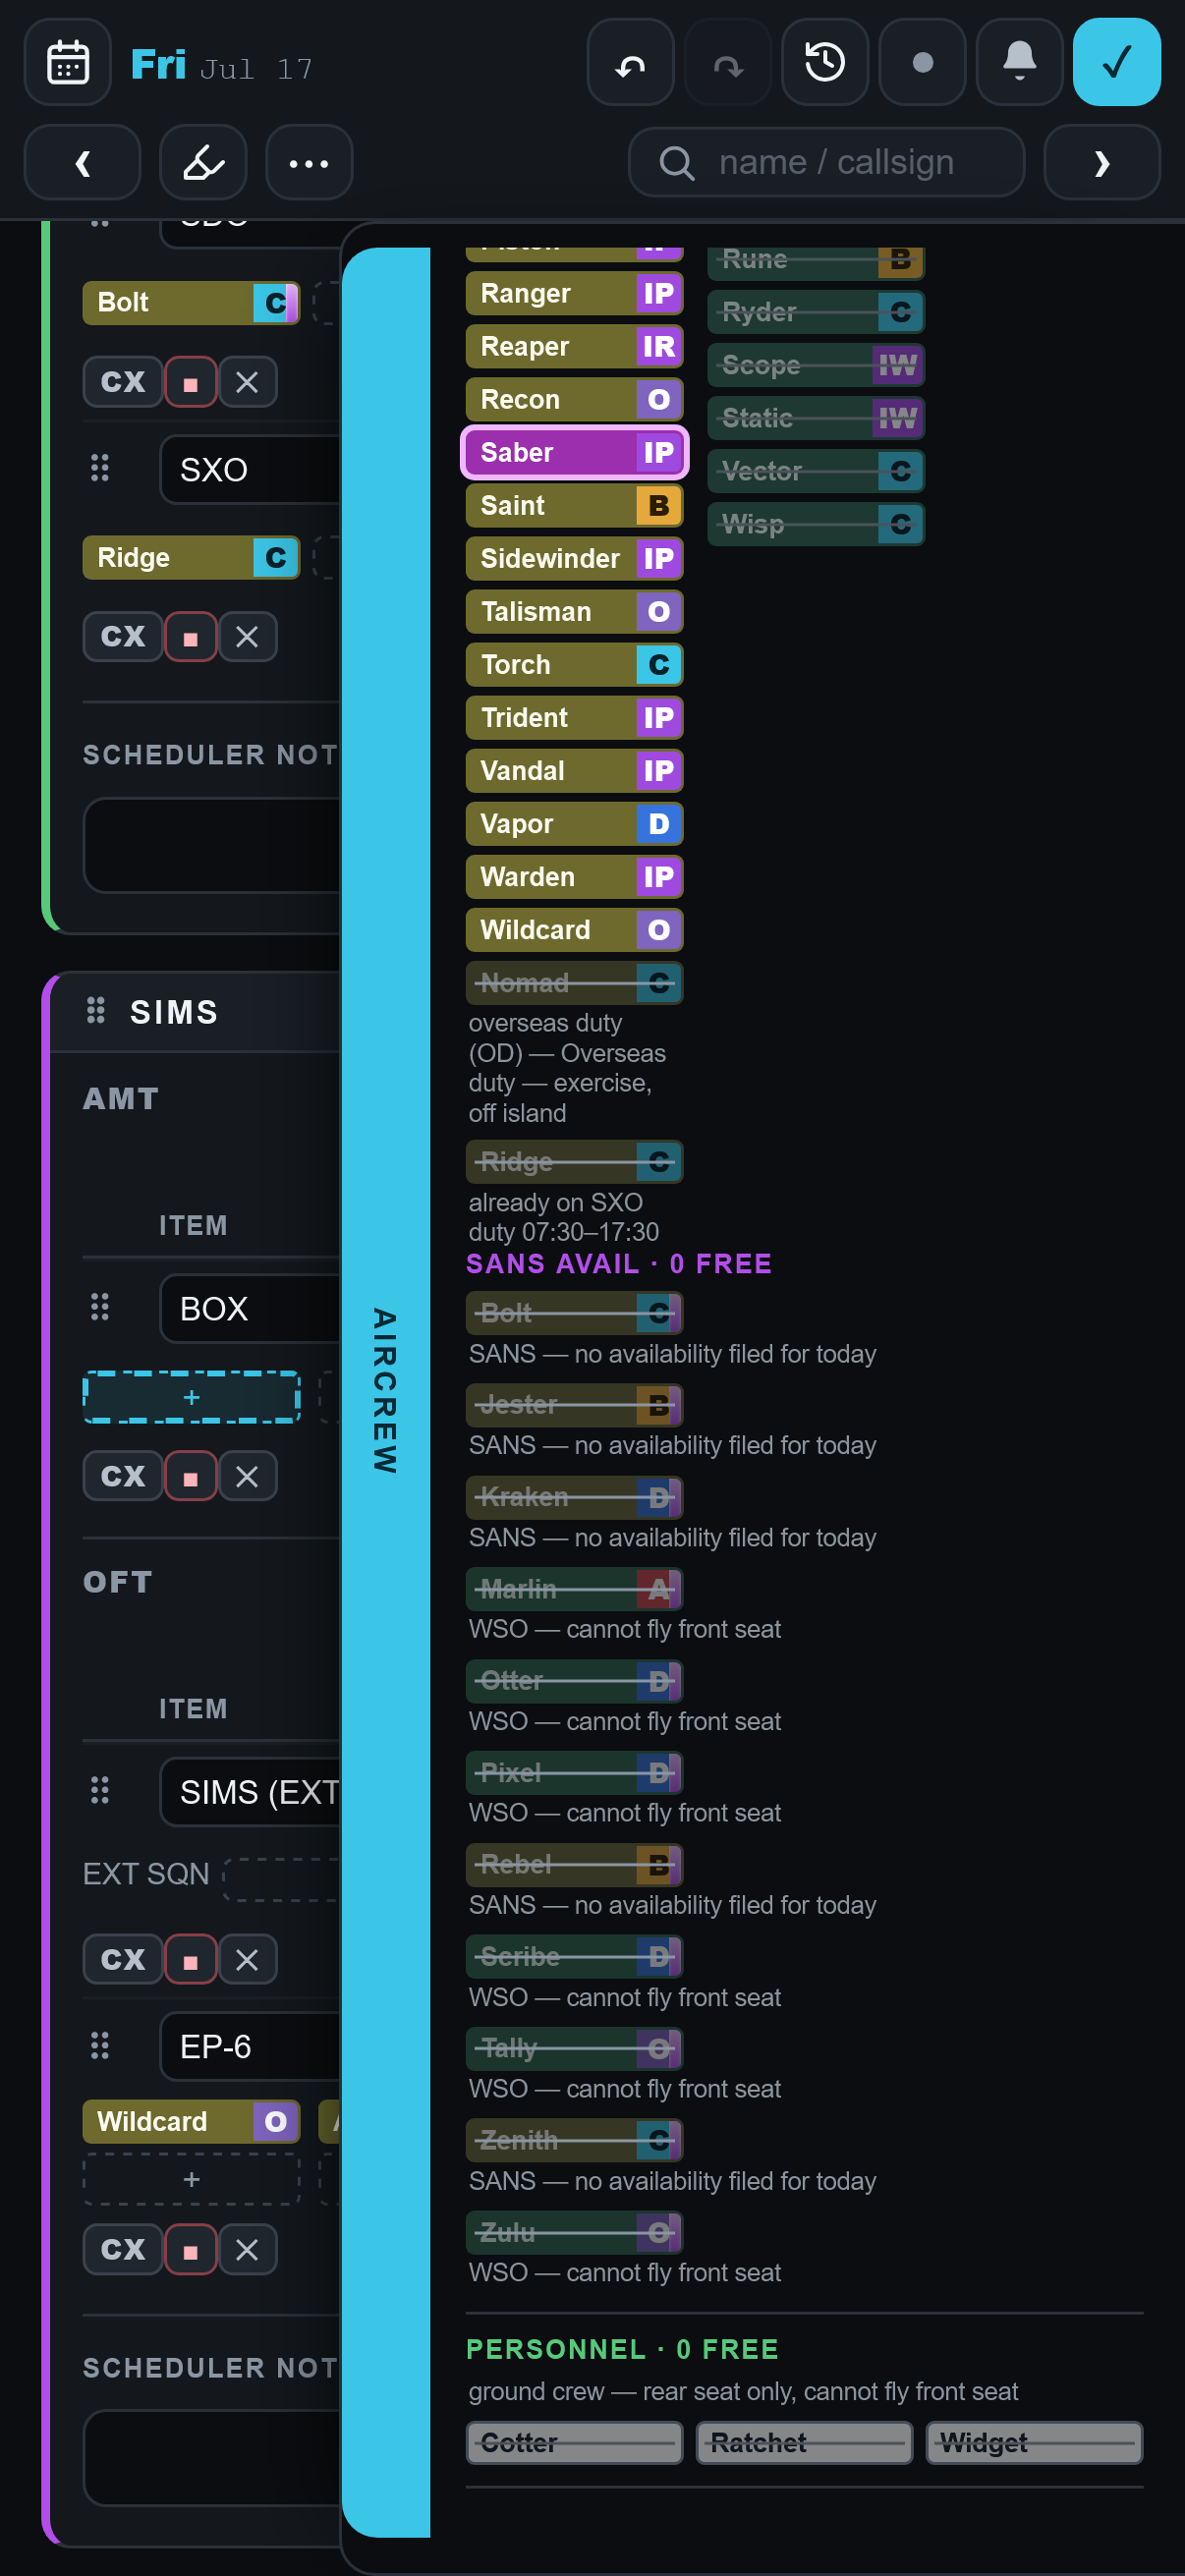 Fri Jul 17
✓
‹
...
name / callsign
›
Bolt C
CX ■ ×
SXO
Ridge C
CX ■ ×
SCHEDULER NOT
SIMS
AMT
ITEM
BOX
+
CX ■ ×
OFT
ITEM
SIMS (EXT
EXT SQN
CX ■ ×
EP-6
Wildcard O
+
CX ■ ×
SCHEDULER NOT
AIRCREW
Ranger IP
Reaper IR
Recon O
Saber IP
Saint B
Sidewinder IP
Talisman O
Torch C
Trident IP
Vandal IP
Vapor D
Warden IP
Wildcard O
Nomad C
overseas duty
(OD) — Overseas
duty — exercise,
off island
Ridge C
already on SXO
duty 07:30–17:30
Rune B
Ryder C
Scope IW
Static IW
Vector C
Wisp C
SANS AVAIL · 0 FREE
Bolt C
SANS — no availability filed for today
Jester B
SANS — no availability filed for today
Kraken D
SANS — no availability filed for today
Marlin A
WSO — cannot fly front seat
Otter D
WSO — cannot fly front seat
Pixel D
WSO — cannot fly front seat
Rebel B
SANS — no availability filed for today
Scribe D
WSO — cannot fly front seat
Tally O
WSO — cannot fly front seat
Zenith C
SANS — no availability filed for today
Zulu O
WSO — cannot fly front seat
PERSONNEL · 0 FREE
ground crew — rear seat only, cannot fly front seat
Cotter Ratchet Widget